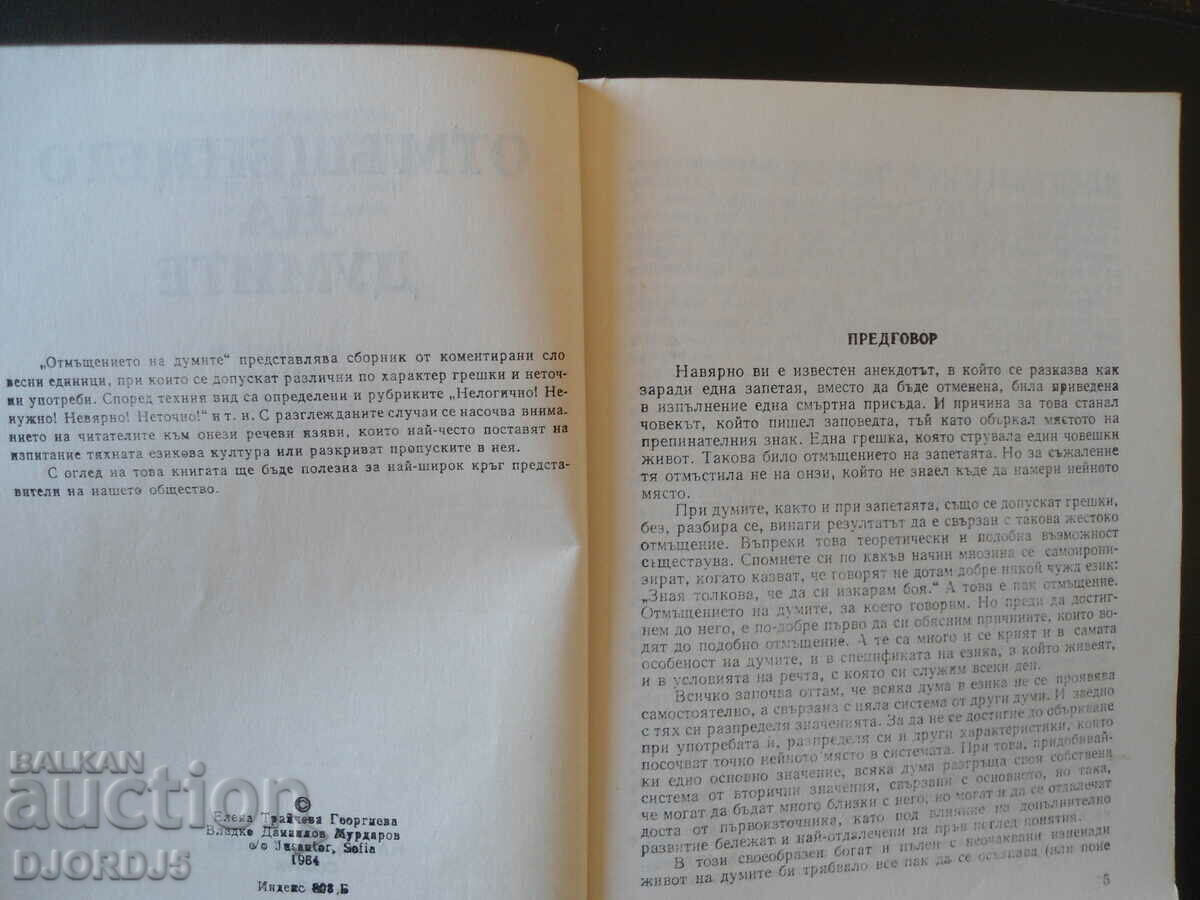 ОТМЪЩЕНИЕТО
НА
ДУМИТЕ
„Отмъщението на думите“ представлява сборник от коментирани сло
весни единици, при които се допускат различни по характер грешки и неточ-
ни употреби. Според техния вид са определени и рубриките „Нелогично! Не-
нужно! Невярно! Неточно!“ и т. и. С разглежданите случаи се насочва внима-
нието на читателите към онези речеви изяви, които най-често поставят на
изпитание тяхната езикова култура или разкриват пропуските в нея.
С оглед на това книгата ще бъде полезна за най-широк кръг предста-
вители на нашето общество.
©
Елена Трайчева Георгиева
Владко Даниилов Мурдаров
c/o Jusautor, Sofia
1984
Индекс
ПРЕДГОВОР
Навярно ви е известен анекдотът, в който се разказва как
заради една запетая, вместо да бъде отменена, била приведена
в изпълнение една смъртна присъда. И причина за това станал
човекът, който пишел заповедта, тъй като объркал мястото на
препинателния знак. Една грешка, която струвала един човешки
живот. Такова било отмъщението на запетаята. Но за съжаление
тя отмъстила не на онзи, който не знаел къде да намери нейното
място.
При думите, както и при запетаята, също се допускат грешки,
без, разбира се, винаги резултатът да е свързан с такова жестоко
отмъщение. Въпреки това теоретически и подобна възможност
съществува. Спомнете си по какъв начин мнозина се самоирони-
зират, когато казват, че говорят не дотам добре някой чужд език:
„Зная толкова, че да си изкарам боя.“ А това е пак отмъщение.
Отмъщението на думите, за което говорим. Но преди да достиг-
нем до него, е по-добре първо да си обясним причините, които во-
дят до подобно отмъщение. А те са много и се крият и в самата
особеност на думите, и в спецификата на езика, з който живеят,
и в условията на речта, с която си служим всеки ден.
Всичко започва оттам, че всяка дума в езика не се проявява
самостоятелно, а свързана с цяла система от други думи. И заедно
с тях си разпределя значенията. За да не се достигне до объркване
при употребата и, разпределя си и други характеристики, които
посочват точно нейното място в системата. При това, придобивай-
ки едно основно значение, всяка дума разгръща своя собствена
система от вторични значения, свързани с основното, но така,
че могат да бъдат много близки с него, но могат и да се отдалечат
доста от първоизточника, като под влияние на допълнително
развитие бележат и най-отдалечени на пръв поглед понятия.
В този своеобразен богат и пълен с неочаквани изненади
живот на думите би трябвало все пак да се осъзнава (или поне
5
BALKAN
auction
DJORDJ5